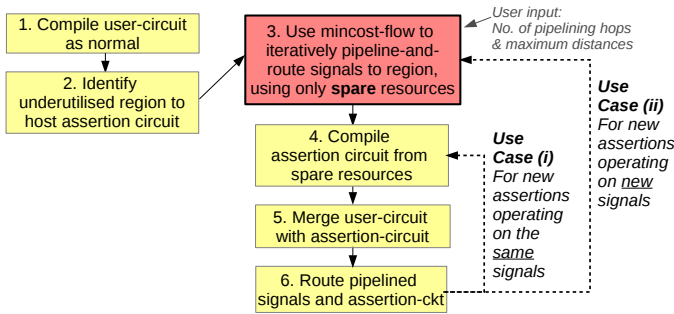 1. Compile user-circuit
as normal
2. Identify
underutilised region to
host assertion circuit
3. Use mincost-flow to
iteratively pipeline-and-
route signals to region,
using only spare resources
User input:
No. of pipelining hops
& maximum distances
4. Compile
assertion circuit from
spare resources
5. Merge user-circuit
with assertion-circuit
6. Route pipelined
signals and assertion-ckt
Use
Case (i)
For new
assertions
operating
on the
same
signals
Use
Case (ii)
For new
assertions
operating
on new
signals